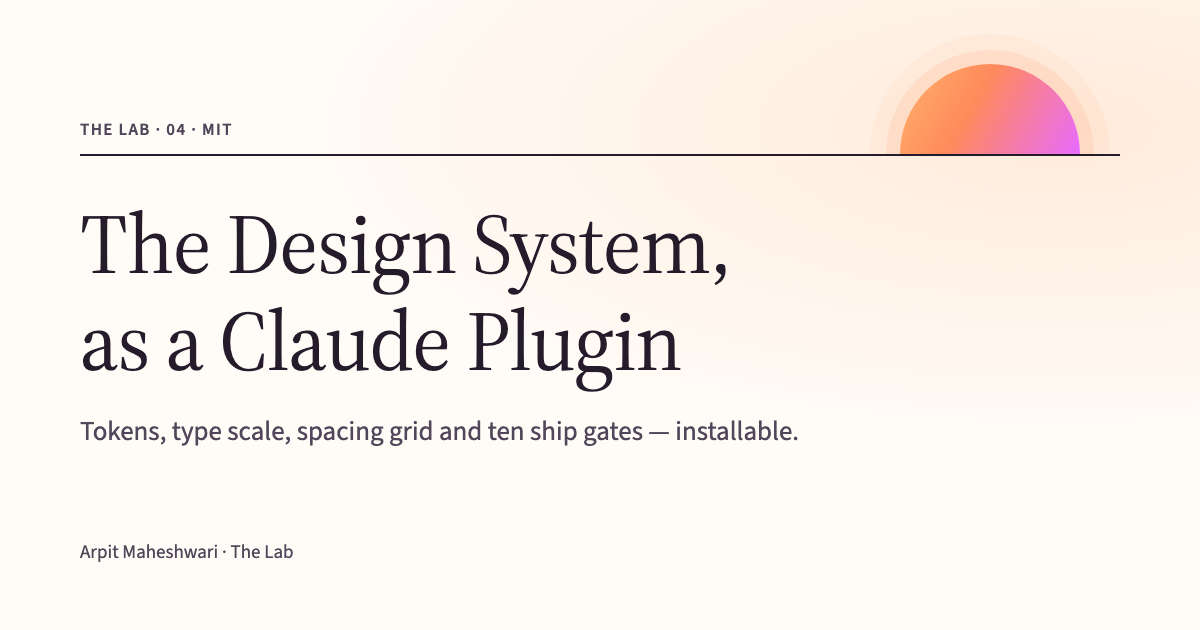 THE LAB · 04 · MIT
The Design System,
as a Claude Plugin
Tokens, type scale, spacing grid and ten ship gates — installable.
Arpit Maheshwari · The Lab